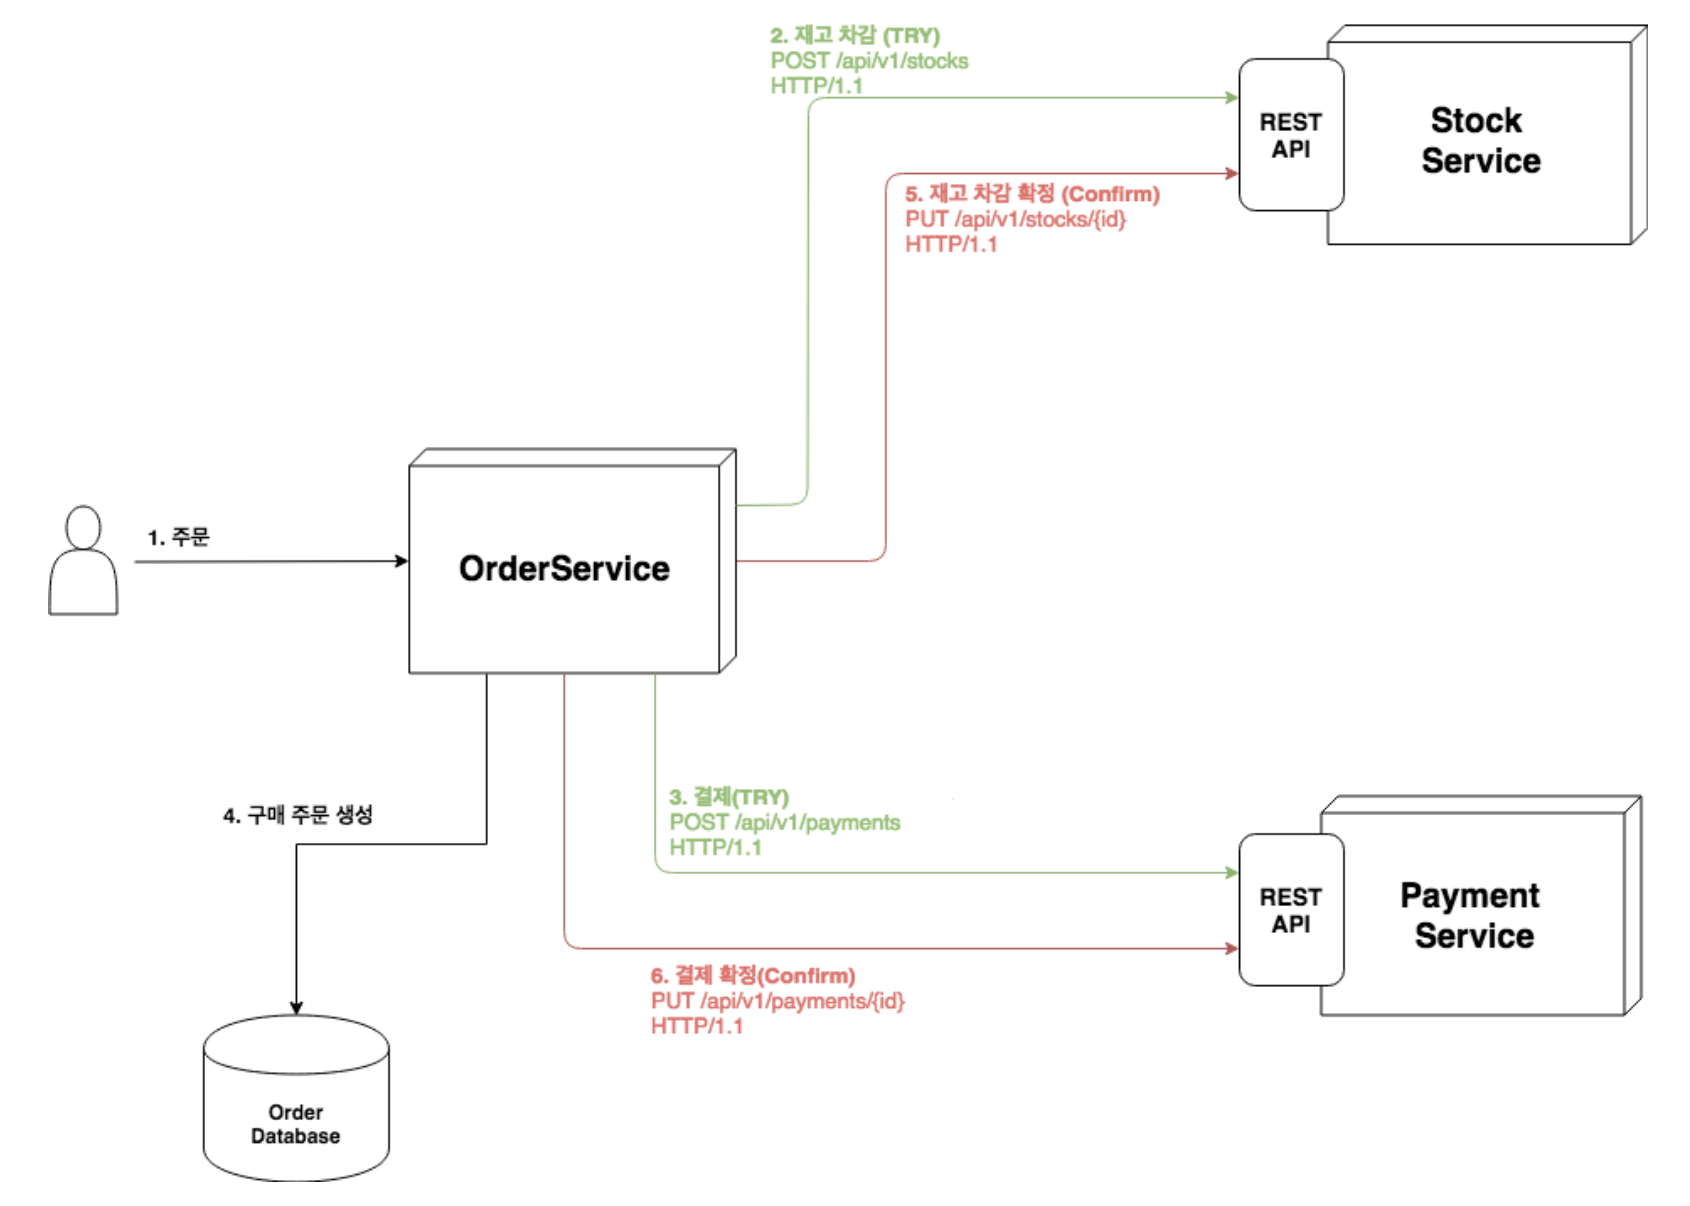 2. 재고 차감 (TRY)
POST /api/v1/stocks
HTTP/1.1
REST
API
Stock
Service
5. 재고 차감 확정 (Confirm)
PUT /api/v1/stocks/{id}
HTTP/1.1
1. 주문
OrderService
4. 구매 주문 생성
3. 결제(TRY)
POST /api/v1/payments
HTTP/1.1
REST
API
Payment
Service
6. 결제 확정(Confirm)
PUT /api/v1/payments/{id}
HTTP/1.1
Order
Database